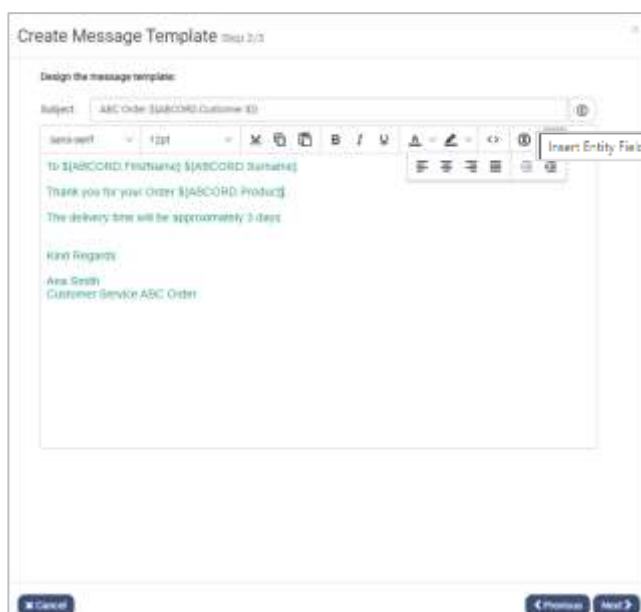 Create Message Template Step 2/3
Design the message template:
Subject ABC Order ${ABCORD.Customer ID}
sans-serif 12pt B I U A <>
Insert Entity Fiel
To ${ABCORD.FirstName} ${ABCORD.Surname}
Thank you for your Order ${ABCORD.Product}.
The delivery time will be approximately 3 days
Kind Regards
Ana Smith
Customer Service ABC Order
Cancel Previous Next